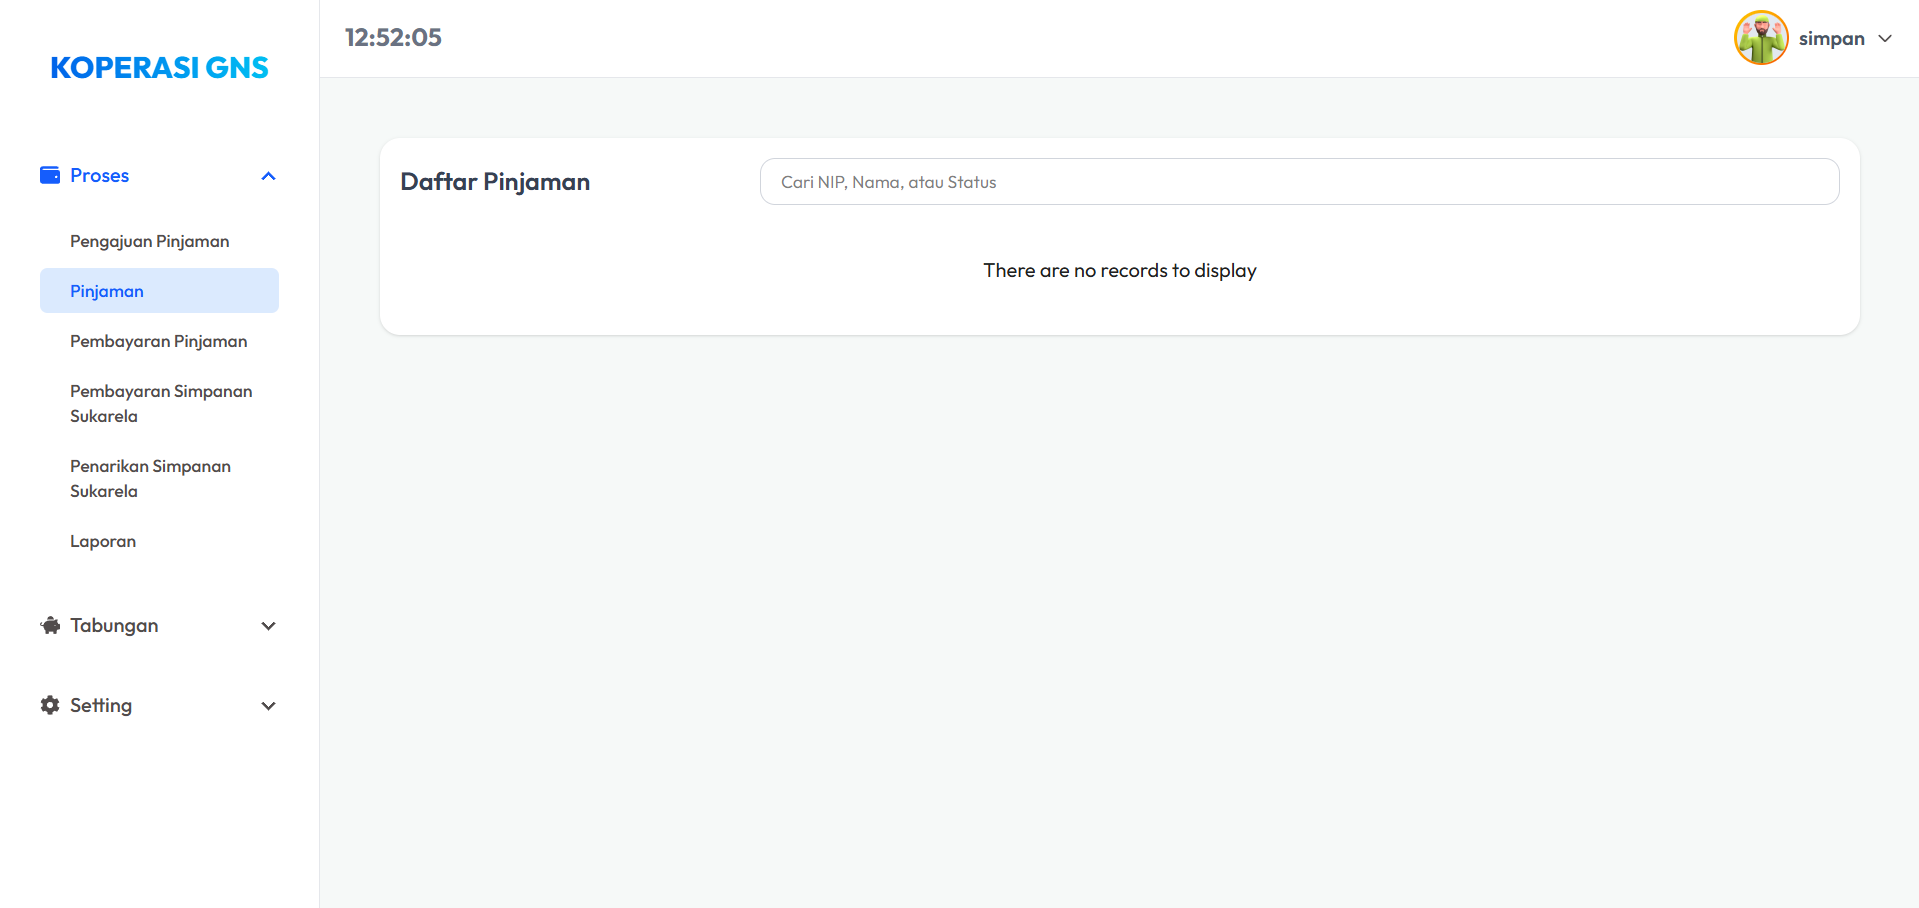 KOPERASI GNS
12:52:05
simpan
Proses
Pengajuan Pinjaman
Pinjaman
Pembayaran Pinjaman
Pembayaran Simpanan
Sukarela
Penarikan Simpanan
Sukarela
Laporan
Tabungan
Setting
Daftar Pinjaman
Cari NIP, Nama, atau Status
There are no records to display